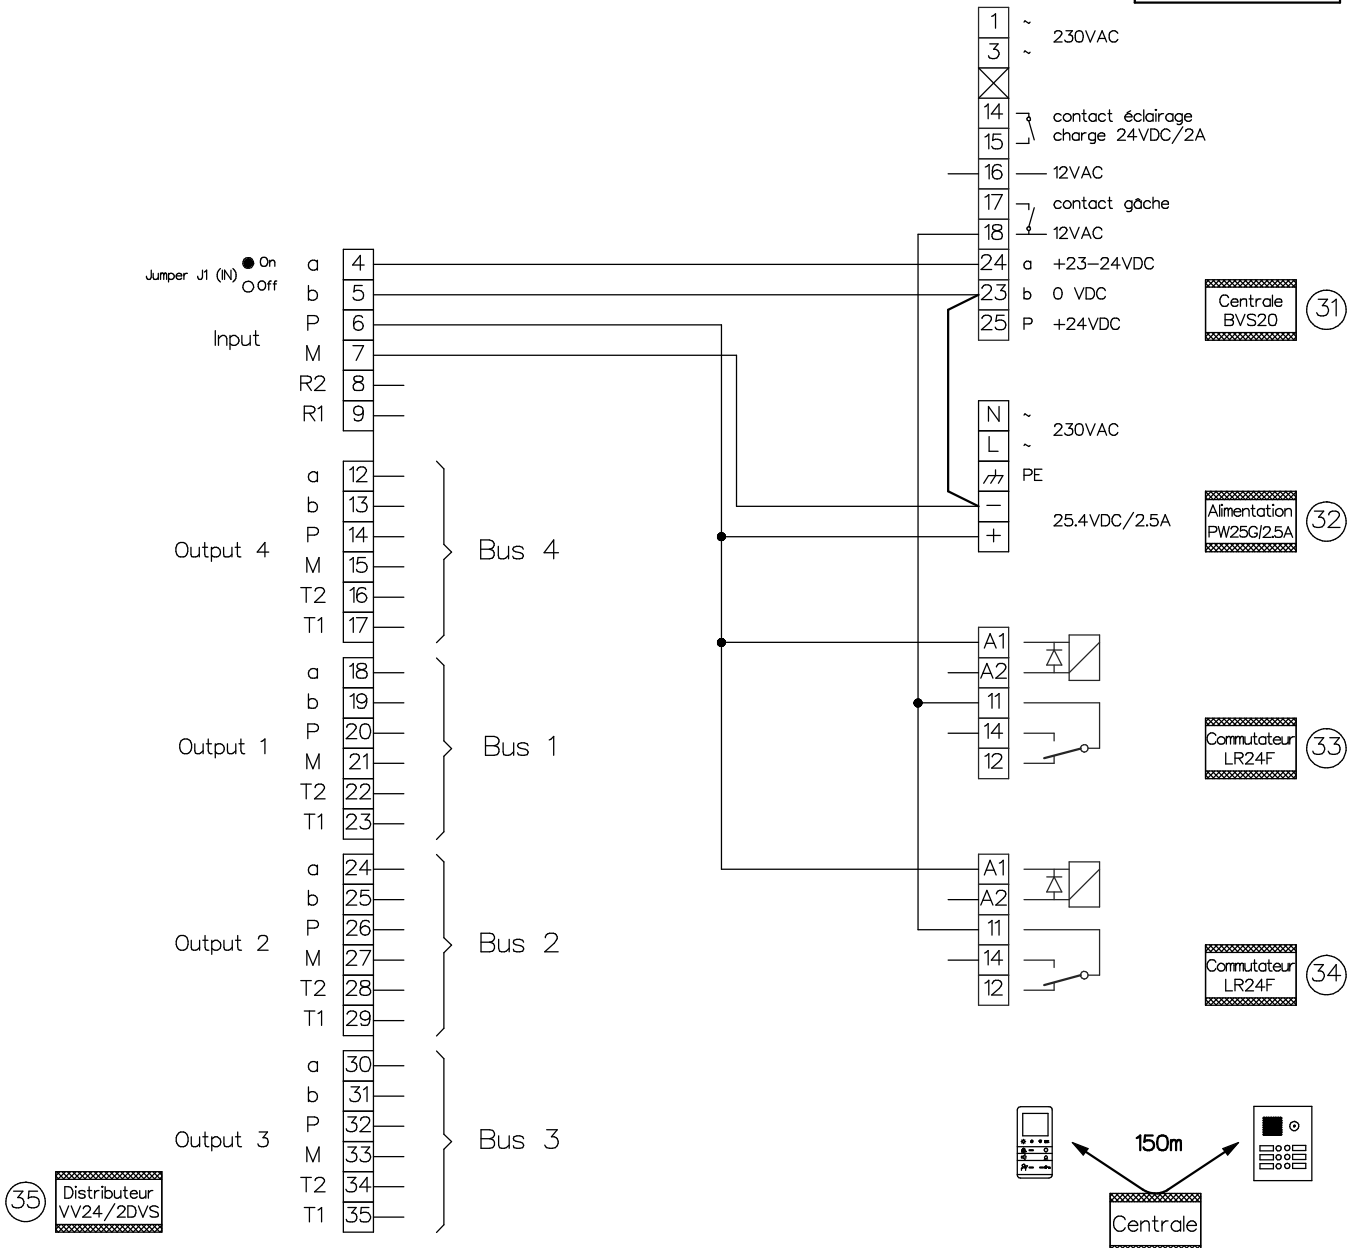 1 ~ 230VAC
3 ~
14 contact éclairage
15 charge 24VDC/2A
16 12VAC
17 contact gâche
18 12VAC
24 a +23-24VDC
23 b 0 VDC
25 P +24VDC
Centrale
BVS20
31
Jumper J1 (IN) On
Off
Input
a 4
b 5
P 6
M 7
R2 8
R1 9
N ~ 230VAC
L ~
PE
- 25.4VDC/2.5A
+
Alimentation
PW25G/2.5A
32
Output 4
a 12
b 13
P 14
M 15
T2 16
T1 17
Bus 4
A1
A2
11
14
12
Commutateur
LR24F
33
Output 1
a 18
b 19
P 20
M 21
T2 22
T1 23
Bus 1
A1
A2
11
14
12
Commutateur
LR24F
34
Output 2
a 24
b 25
P 26
M 27
T2 28
T1 29
Bus 2
Output 3
a 30
b 31
P 32
M 33
T2 34
T1 35
Bus 3
35
Distributeur
VV24/2DVS
150m
Centrale